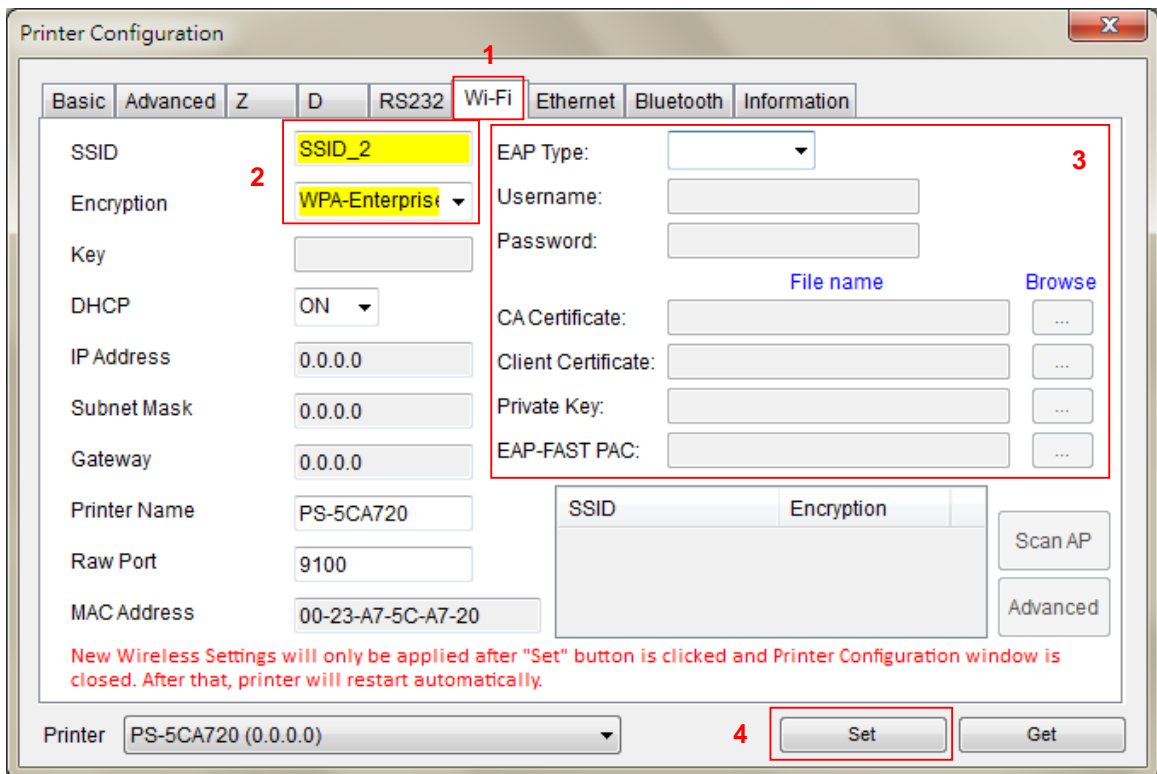 Printer Configuration
X
1
Basic Advanced Z D RS232 Wi-Fi Ethernet Bluetooth Information
SSID SSID_2
2
Encryption WPA-Enterprise
Key
DHCP ON
IP Address 0.0.0.0
Subnet Mask 0.0.0.0
Gateway 0.0.0.0
Printer Name PS-5CA720
Raw Port 9100
MAC Address 00-23-A7-5C-A7-20
EAP Type:
3
Username:
Password:
File name Browse
CA Certificate: ...
Client Certificate: ...
Private Key: ...
EAP-FAST PAC: ...
SSID Encryption
Scan AP
Advanced
New Wireless Settings will only be applied after "Set" button is clicked and Printer Configuration window is
closed. After that, printer will restart automatically.
Printer PS-5CA720 (0.0.0.0) 4 Set Get